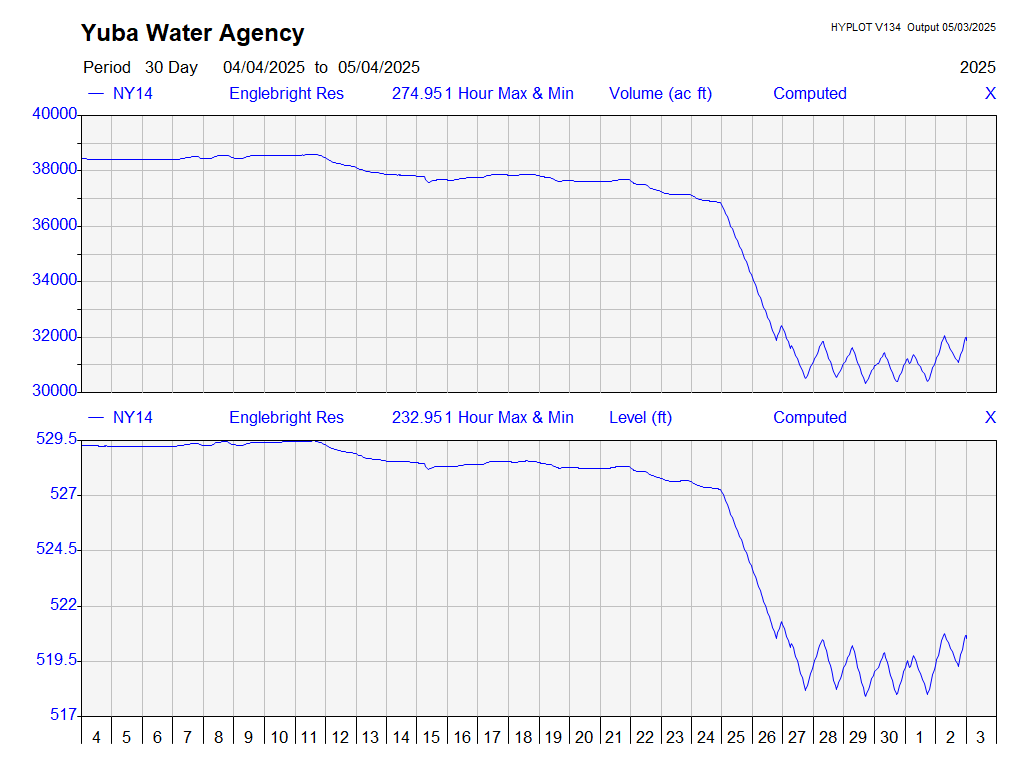 Yuba Water Agency
HYPLOT V134 Output 05/03/2025
Period 30 Day 04/04/2025 to 05/04/2025 2025
NY14 Englebright Res 274.951 Hour Max & Min Volume (ac ft) Computed X
40000
38000
36000
34000
32000
30000
NY14 Englebright Res 232.951 Hour Max & Min Level (ft) Computed X
529.5
527
524.5
522
519.5
517
4 5 6 7 8 9 10 11 12 13 14 15 16 17 18 19 20 21 22 23 24 25 26 27 28 29 30 1 2 3